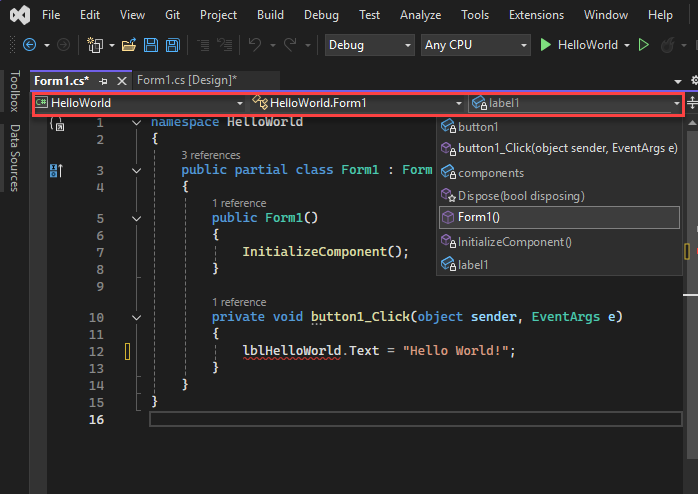 File Edit View Git Project Build Debug Test Analyze Tools Extensions Window Help
Debug Any CPU HelloWorld
Toolbox
Data Sources
Form1.cs* Form1.cs [Design]*
C# HelloWorld HelloWorld.Form1 label1
button1
button1_Click(object sender, EventArgs e)
components
Dispose(bool disposing)
Form1()
InitializeComponent()
label1
1 namespace HelloWorld
2 {
3 references
3 public partial class Form1 : Form
4 {
1 reference
5 public Form1()
6 {
7 InitializeComponent();
8 }
9
1 reference
10 private void button1_Click(object sender, EventArgs e)
11 {
12 lblHelloWorld.Text = "Hello World!";
13 }
14 }
15 }
16